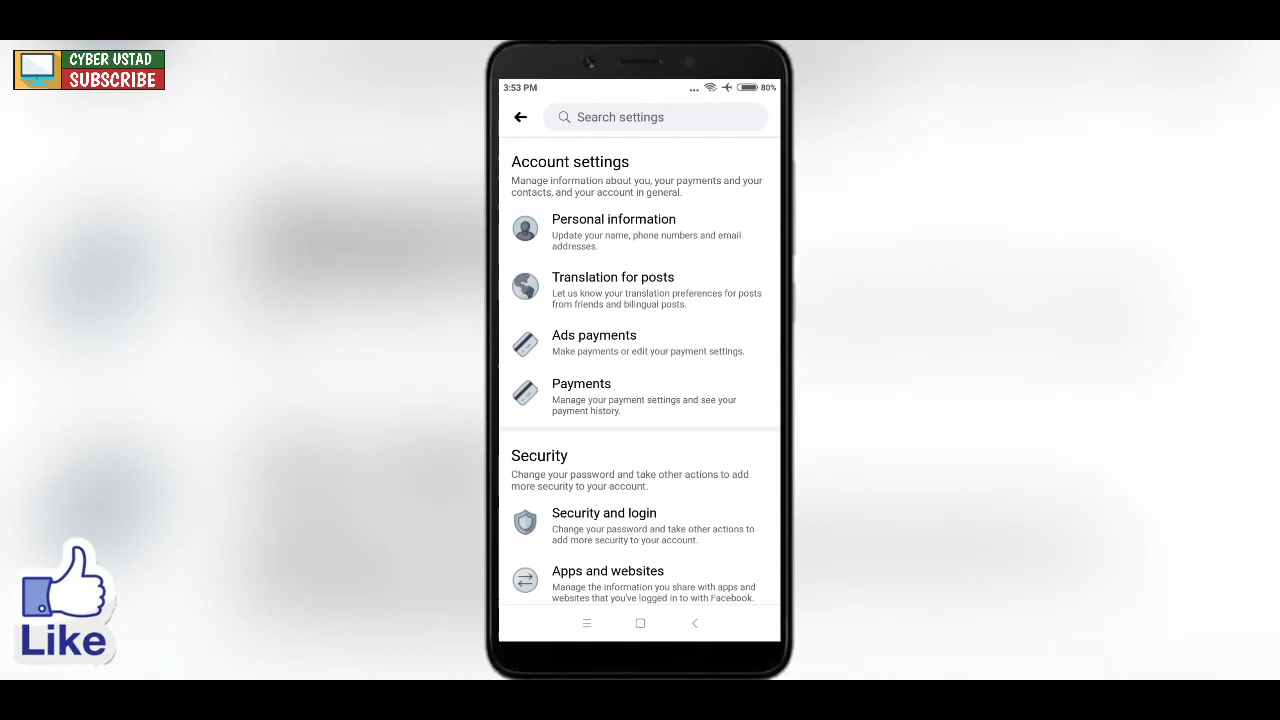 CYBER USTAD
SUBSCRIBE
3:53 PM
80%
Search settings
Account settings
Manage information about you, your payments and your
contacts, and your account in general.
Personal information
Update your name, phone numbers and email
addresses.
Translation for posts
Let us know your translation preferences for posts
from friends and bilingual posts.
Ads payments
Make payments or edit your payment settings.
Payments
Manage your payment settings and see your
payment history.
Security
Change your password and take other actions to add
more security to your account.
Security and login
Change your password and take other actions to
add more security to your account.
Apps and websites
Manage the information you share with apps and
websites that you've logged in to with Facebook.
Like